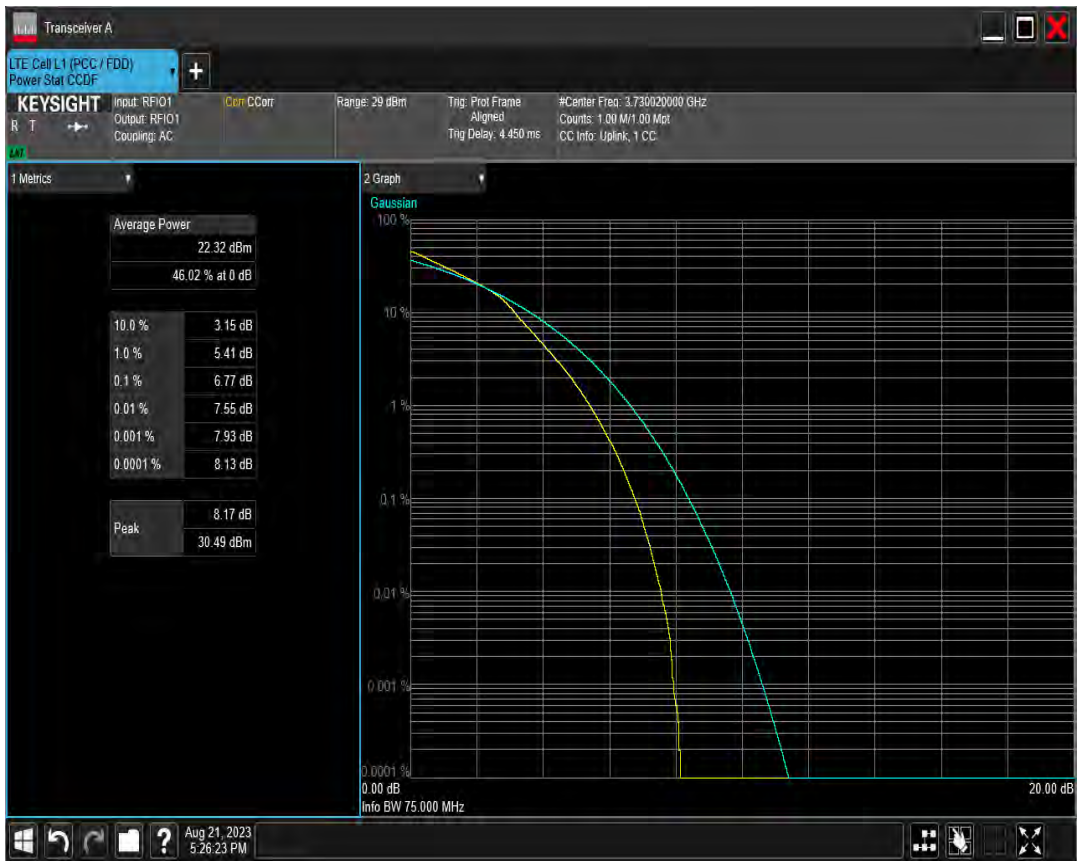 Transceiver A
LTE Cell L1 (PCC / FDD)
Power Stat CCDF
+
KEYSIGHT
R T
LXI
Input: RFIO1
Output: RFIO1
Coupling: AC
Corr CCorr
Range: 29 dBm
Trig: Prot Frame
Aligned
Trig Delay: 4.450 ms
#Center Freq: 3.730020000 GHz
Counts: 1.00 M/1.00 Mpt
CC Info: Uplink, 1 CC
1 Metrics
Average Power
22.32 dBm
46.02 % at 0 dB
10.0 % 3.15 dB
1.0 % 5.41 dB
0.1 % 6.77 dB
0.01 % 7.55 dB
0.001 % 7.93 dB
0.0001 % 8.13 dB
Peak
8.17 dB
30.49 dBm
2 Graph
Gaussian
100 %
10 %
1 %
0.1 %
0.01 %
0.001 %
0.0001 %
0.00 dB 20.00 dB
Info BW 75.000 MHz
?
Aug 21, 2023
5:26:23 PM